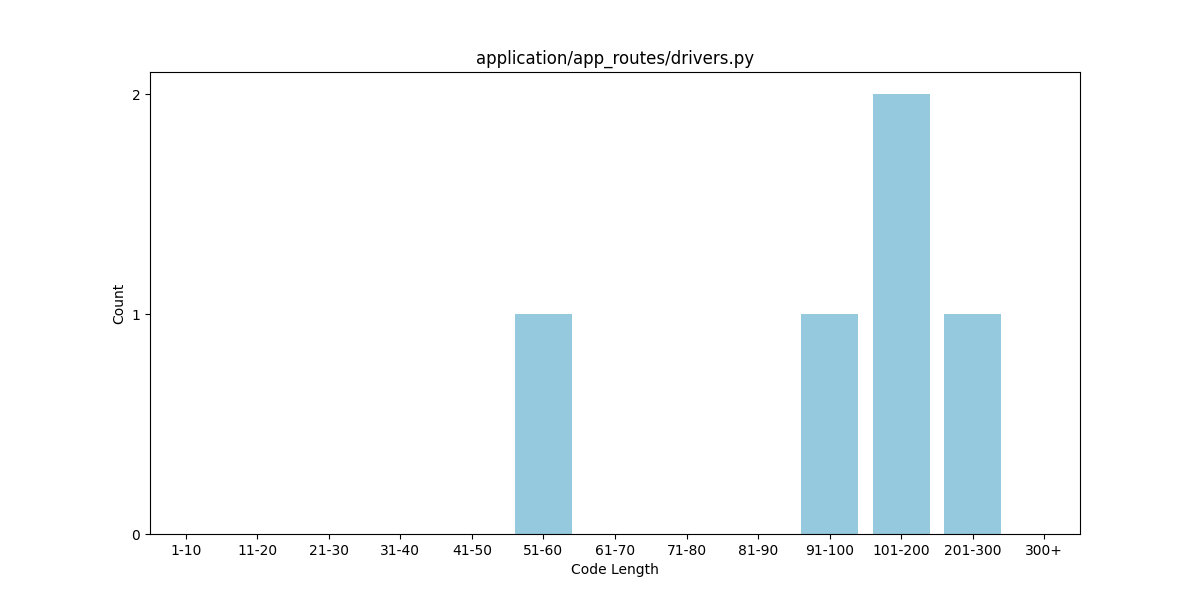 application/app_routes/drivers.py
2
1
0
Count
1-10 11-20 21-30 31-40 41-50 51-60 61-70 71-80 81-90 91-100 101-200 201-300 300+
Code Length